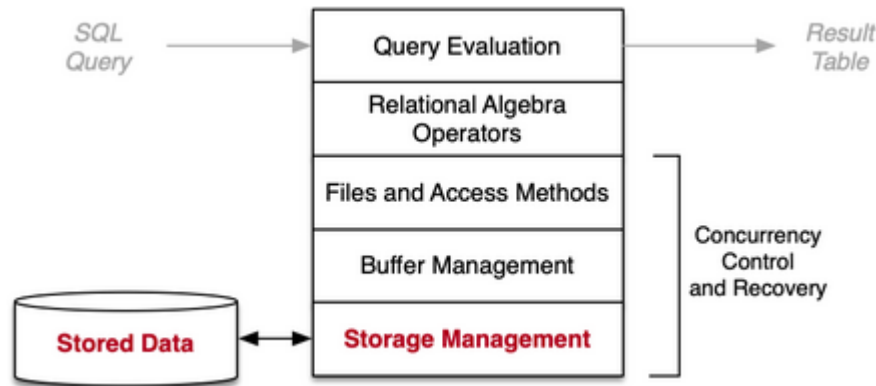 SQL
Query
Query Evaluation
Result
Table
Relational Algebra
Operators
Files and Access Methods
Buffer Management
Concurrency
Control
and Recovery
Stored Data
Storage Management